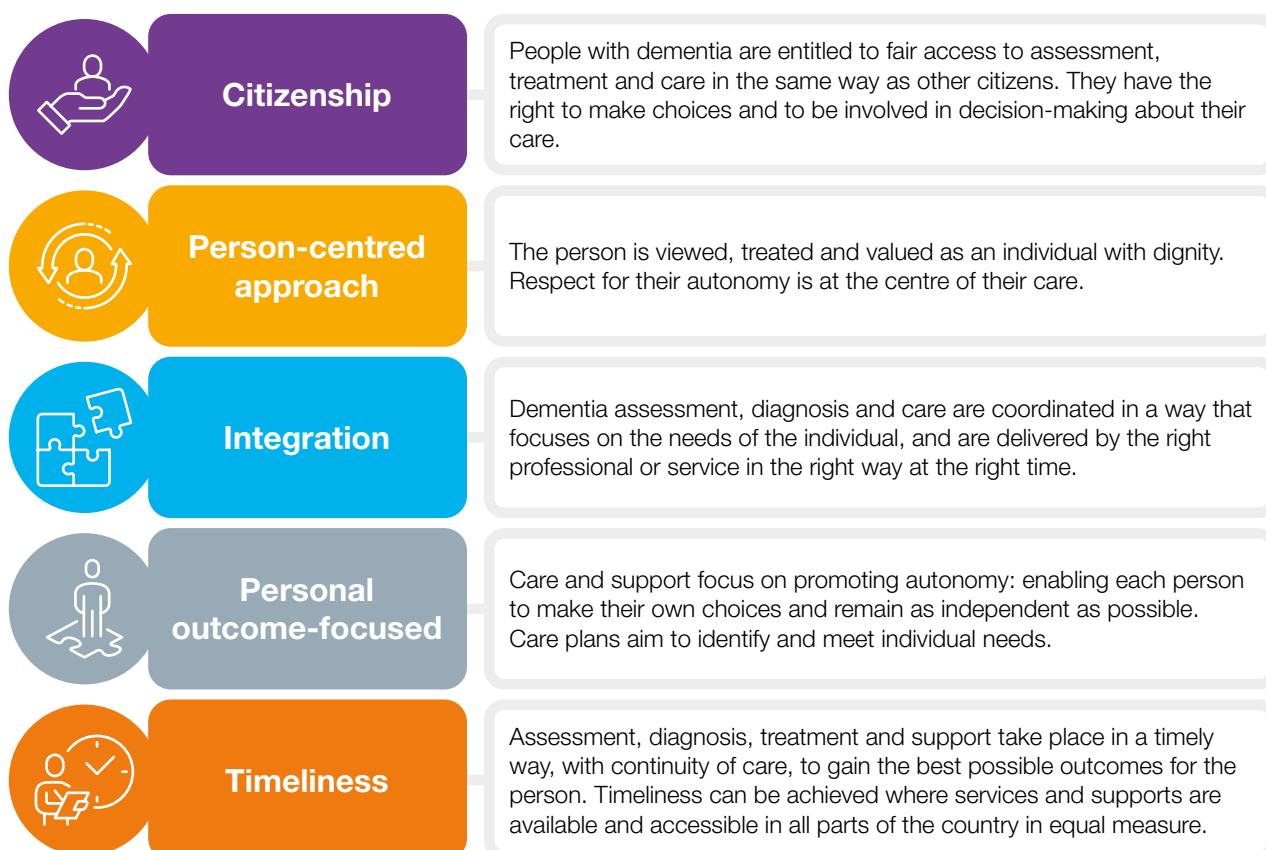 Citizenship
People with dementia are entitled to fair access to assessment,
treatment and care in the same way as other citizens. They have the
right to make choices and to be involved in decision-making about their
care.
Person-centred
approach
The person is viewed, treated and valued as an individual with dignity.
Respect for their autonomy is at the centre of their care.
Integration
Dementia assessment, diagnosis and care are coordinated in a way that
focuses on the needs of the individual, and are delivered by the right
professional or service in the right way at the right time.
Personal
outcome-focused
Care and support focus on promoting autonomy: enabling each person
to make their own choices and remain as independent as possible.
Care plans aim to identify and meet individual needs.
Timeliness
Assessment, diagnosis, treatment and support take place in a timely
way, with continuity of care, to gain the best possible outcomes for the
person. Timeliness can be achieved where services and supports are
available and accessible in all parts of the country in equal measure.